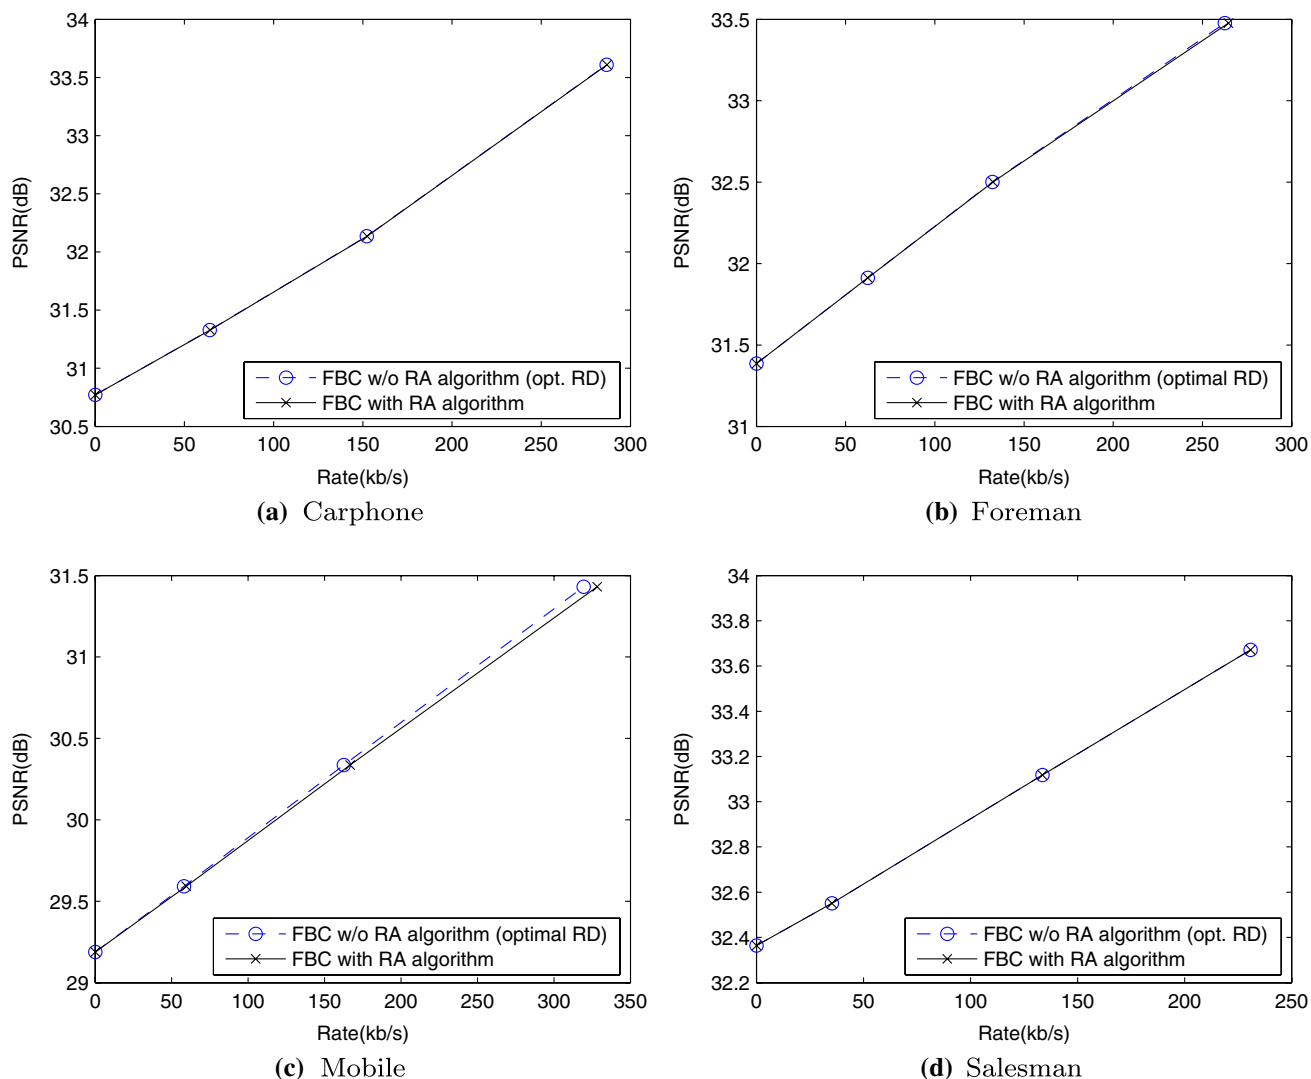 34
33.5
33
32.5
32
31.5
31
30.5
PSNR(dB)
0 50 100 150 200 250 300
Rate(kb/s)
FBC w/o RA algorithm (opt. RD)
FBC with RA algorithm
(a) Carphone
33.5
33
32.5
32
31.5
31
PSNR(dB)
0 50 100 150 200 250 300
Rate(kb/s)
FBC w/o RA algorithm (optimal RD)
FBC with RA algorithm
(b) Foreman
31.5
31
30.5
30
29.5
29
PSNR(dB)
0 50 100 150 200 250 300 350
Rate(kb/s)
FBC w/o RA algorithm (optimal RD)
FBC with RA algorithm
(c) Mobile
34
33.8
33.6
33.4
33.2
33
32.8
32.6
32.4
32.2
PSNR(dB)
0 50 100 150 200 250
Rate(kb/s)
FBC w/o RA algorithm (opt. RD)
FBC with RA algorithm
(d) Salesman